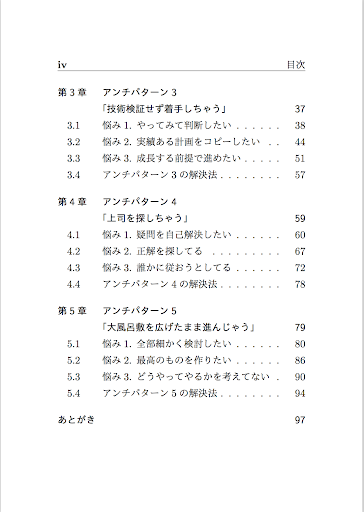 iv 目次
第3章 アンチパターン3
「技術検証せず着手しちゃう」 37
3.1 悩み1. やってみて判断したい . . . . . . 38
3.2 悩み2. 実績ある計画をコピーしたい . . 44
3.3 悩み3. 成長する前提で進めたい . . . . . 51
3.4 アンチパターン3の解決法 . . . . . . . . 57
第4章 アンチパターン4
「上司を探しちゃう」 59
4.1 悩み1. 疑問を自己解決したい . . . . . . 60
4.2 悩み2. 正解を探してる . . . . . . . . . 67
4.3 悩み3. 誰かに従おうとしてる . . . . . . 72
4.4 アンチパターン4の解決法 . . . . . . . . 78
第5章 アンチパターン5
「大風呂敷を広げたまま進んじゃう」 79
5.1 悩み1. 全部細かく検討したい . . . . . . 80
5.2 悩み2. 最高のものを作りたい . . . . . . 86
5.3 悩み3. どうやってやるかを考えてない . 90
5.4 アンチパターン5の解決法 . . . . . . . . 94
あとがき 97